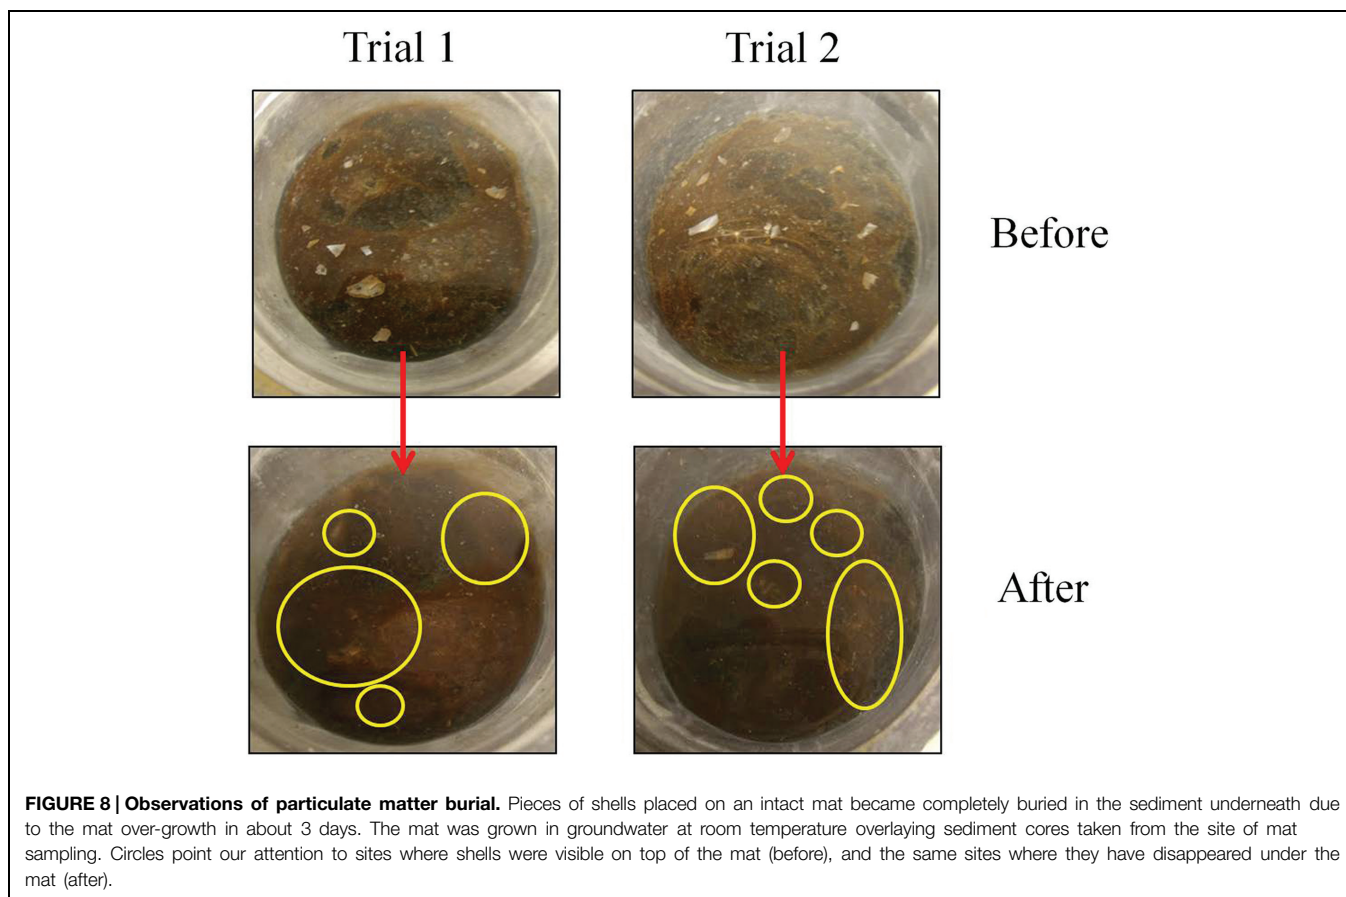 Trial 1
Trial 2
Before
After
FIGURE 8 | Observations of particulate matter burial. Pieces of shells placed on an intact mat became completely buried in the sediment underneath due
to the mat over-growth in about 3 days. The mat was grown in groundwater at room temperature overlaying sediment cores taken from the site of mat
sampling. Circles point our attention to sites where shells were visible on top of the mat (before), and the same sites where they have disappeared under the
mat (after).